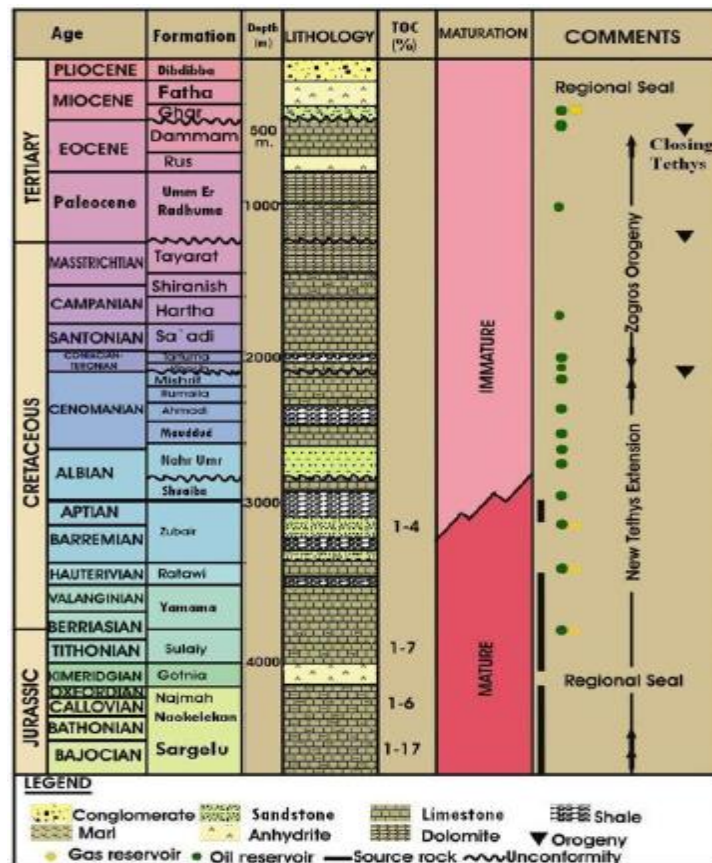 Age Formation Depth (m) LITHOLOGY TOC (%) MATURATION COMMENTS
TERTIARY
PLIOCENE Dibdibba
MIOCENE Fatha
Regional Seal
Ghar
EOCENE Dammam
500 m.
Closing Tethys
Rus
Paleocene Umm Er Radhuma
1000
CRETACEOUS
MASSTRICHTIAN Tayarat
Shiranish
CAMPANIAN Hartha
Zagros Orogeny
SANTONIAN Sa`adi
IMMATURE
2000
Mishrif
CENOMANIAN Rumaila
Ahmadi
Mauddud
ALBIAN Nahr Umr
Shuaiba
3000
New Tethys Extension
APTIAN
BARREMIAN Zubair
1-4
HAUTERIVIAN Ratawi
VALANGINIAN Yamama
BERRIASIAN
JURASSIC
TITHONIAN Sulaiy
1-7
4000
MATURE
KIMERIDGIAN Gotnia
Regional Seal
OXFORDIAN Najmah
CALLOVIAN Naokelekan
1-6
BATHONIAN
BAJOCIAN Sargelu
1-17
LEGEND
Conglomerate Sandstone Limestone Shale
Marl Anhydrite Dolomite Orogeny
Gas reservoir Oil reservoir Source rock Unconformity